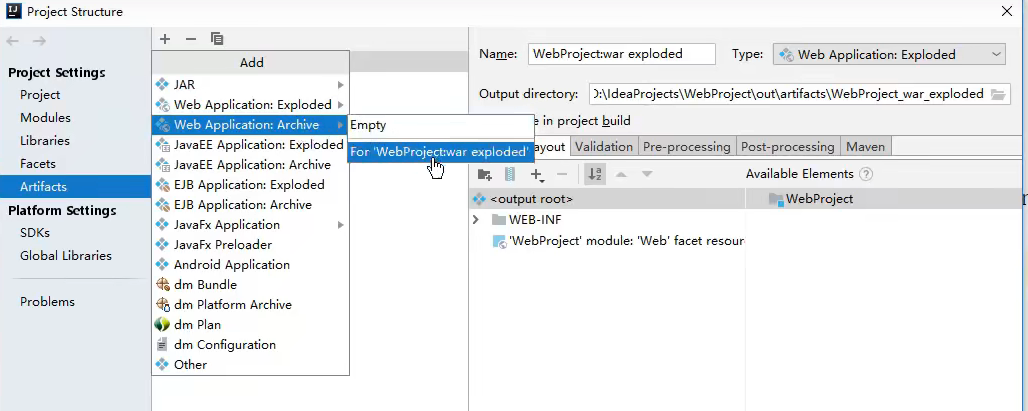 Project Structure
Project Settings
Project
Modules
Libraries
Facets
Artifacts
Platform Settings
SDKs
Global Libraries
Problems
Add
JAR
Web Application: Exploded
Web Application: Archive
JavaEE Application: Exploded
JavaEE Application: Archive
EJB Application: Exploded
EJB Application: Archive
JavaFx Application
JavaFx Preloader
Android Application
dm Bundle
dm Platform Archive
dm Plan
dm Configuration
Other
Empty
For 'WebProject:war exploded'
Name: WebProject:war exploded Type: Web Application: Exploded
Output directory: D:\IdeaProjects\WebProject\out\artifacts\WebProject_war_exploded
in project build
Validation Pre-processing Post-processing Maven
Available Elements ?
<output root> WebProject
WEB-INF
'WebProject' module: 'Web' facet resour